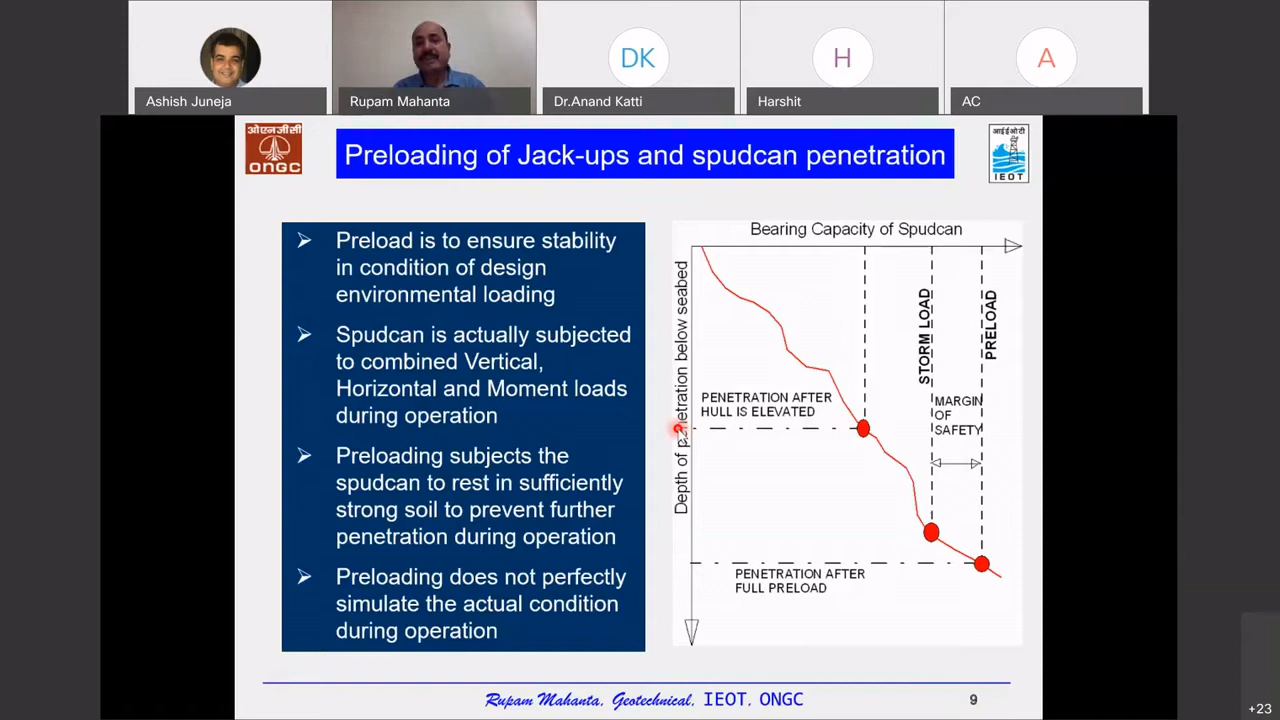 DK
H
A
Ashish Juneja
Rupam Mahanta
Dr.Anand Katti
Harshit
AC
ओएनजीसी
ONGC
Preloading of Jack-ups and spudcan penetration
आईईओटी
IEOT
Preload is to ensure stability
in condition of design
environmental loading
Spudcan is actually subjected
to combined Vertical,
Horizontal and Moment loads
during operation
Preloading subjects the
spudcan to rest in sufficiently
strong soil to prevent further
penetration during operation
Preloading does not perfectly
simulate the actual condition
during operation
Bearing Capacity of Spudcan
Depth of penetration below seabed
STORM LOAD
PRELOAD
PENETRATION AFTER
HULL IS ELEVATED
MARGIN
OF
SAFETY
PENETRATION AFTER
FULL PRELOAD
Rupam Mahanta, Geotechnical, IEOT, ONGC
9
+23